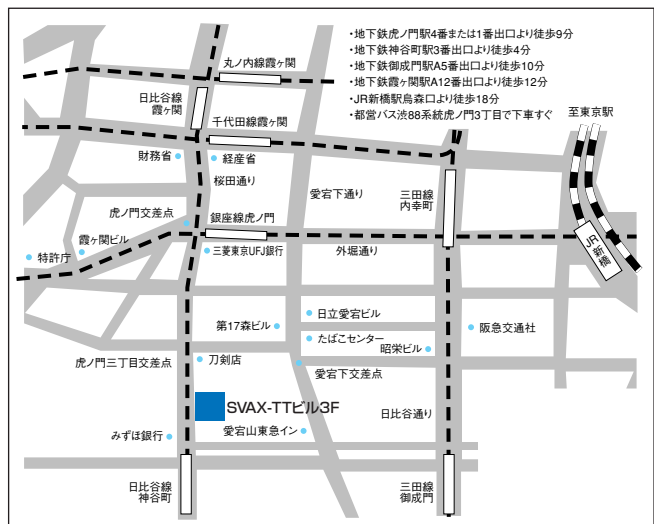 ・地下鉄虎ノ門駅4番または1番出口より徒歩9分
・地下鉄神谷町駅3番出口より徒歩4分
・地下鉄御成門駅A5番出口より徒歩10分
・地下鉄霞ヶ関駅A12番出口より徒歩12分
・JR新橋駅烏森口より徒歩18分
・都営バス渋88系統虎ノ門3丁目で下車すぐ
丸ノ内線霞ヶ関
日比谷線
霞ヶ関
千代田線霞ヶ関
至東京駅
財務省
経産省
桜田通り
愛宕下通り
三田線
内幸町
虎ノ門交差点
銀座線虎ノ門
霞ヶ関ビル
特許庁
三菱東京UFJ銀行
外堀通り
JR新橋
日立愛宕ビル
第17森ビル
たばこセンター
昭栄ビル
阪急交通社
虎ノ門三丁目交差点
刀剣店
愛宕下交差点
SVAX-TTビル3F
日比谷通り
みずほ銀行
愛宕山東急イン
日比谷線
神谷町
三田線
御成門